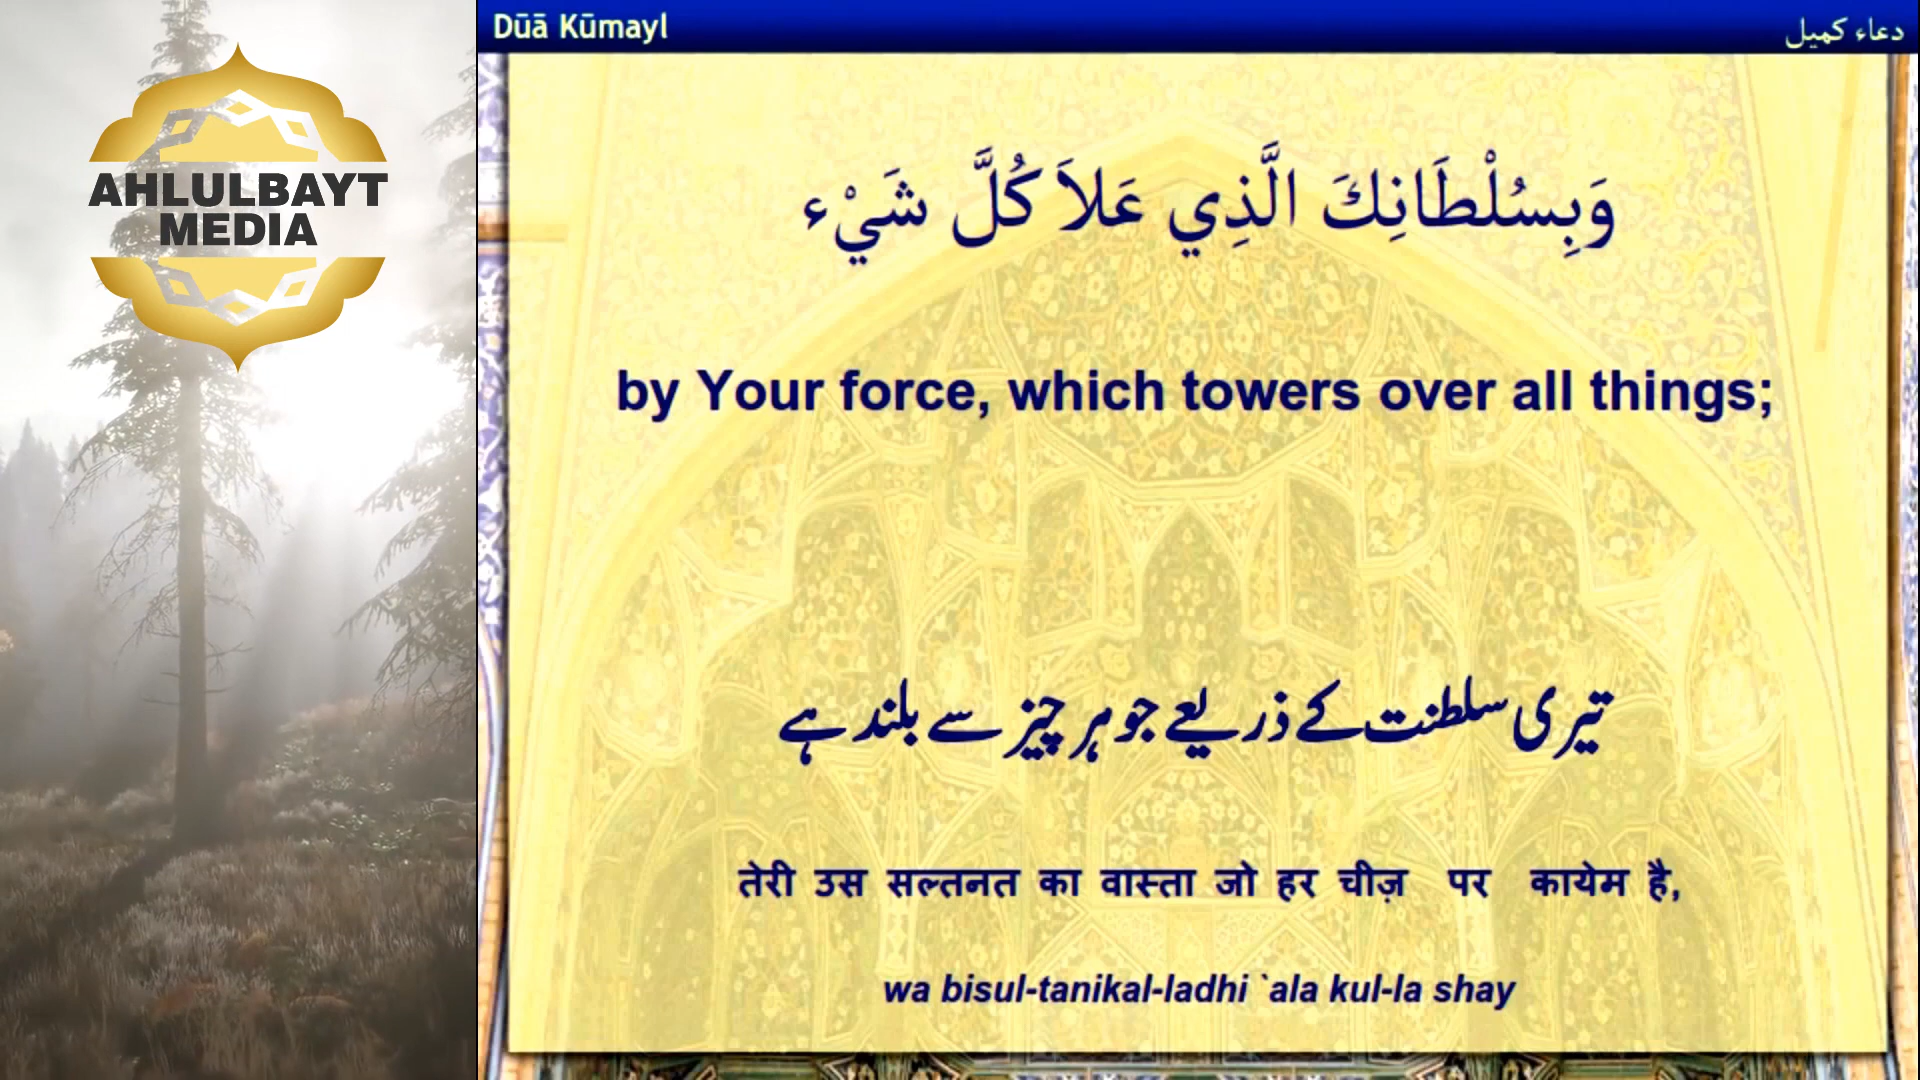 AHLULBAYT
MEDIA
Dūā Kūmayl
دعاء كميل
وَبِسُلْطَانِكَ الَّذِي عَلاَ كُلَّ شَيْء
by Your force, which towers over all things;
تیری سلطنت کے ذریعے جو ہر چیز سے بلند ہے
तेरी उस सल्तनत का वास्ता जो हर चीज़ पर कायेम है,
wa bisul-tanikal-ladhi `ala kul-la shay